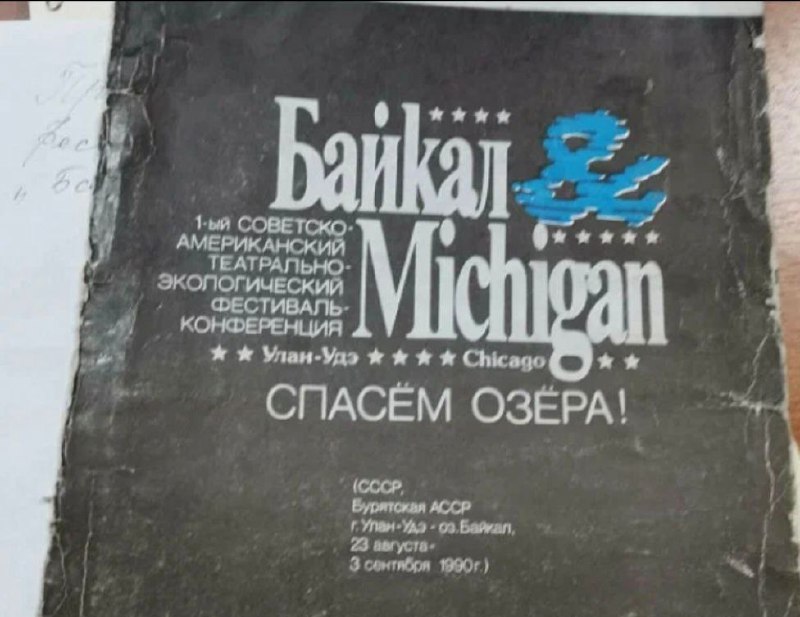 Байкал &
1-ый СОВЕТСКО-
АМЕРИКАНСКИЙ
ТЕАТРАЛЬНО-
ЭКОЛОГИЧЕСКИЙ
ФЕСТИВАЛЬ-
КОНФЕРЕНЦИЯ
Michigan
Улан-Удэ Chicago
СПАСЁМ ОЗЁРА!
(СССР,
Бурятская АССР
г.Улан-Удэ - оз.Байкал,
23 августа-
3 сентября 1990г.)